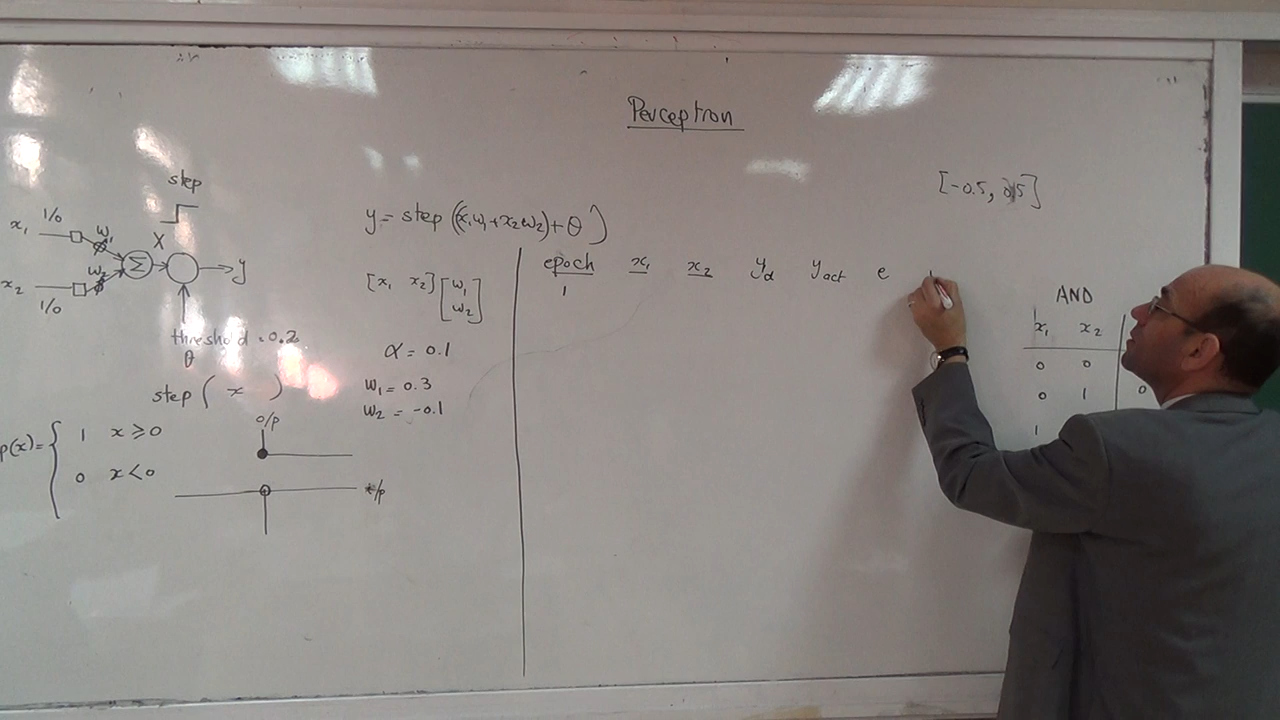 Perceptron
[-0.5, 0.5]
step
x₁ 1/0 w₁
X
Σ y
x₂ 1/0 w₂
threshold = 0.2
θ
step ( x )
p(x) = { 1 x ≥ 0
0 x < 0
o/p
i/p
y = step ((x₁w₁ + x₂w₂) + θ)
[x₁ x₂] [w₁
w₂]
α = 0.1
w₁ = 0.3
w₂ = -0.1
epoch x₁ x₂ y_d y_act e
1
AND
x₁ x₂
0 0
0 1 0
1